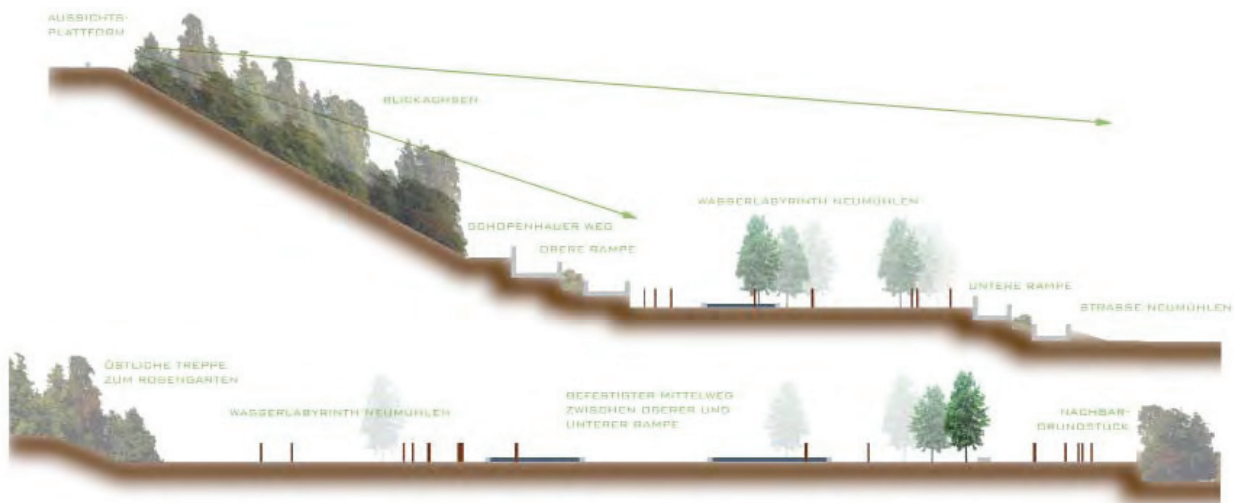 AUSSICHTS-
PLATTFORM
BLICKACHSEN
WASSERLABYRINTH NEUMÜHLEN
SCHOPENHAUER WEG
OBERE RAMPE
UNTERE RAMPE
STRASSE NEUMÜHLEN
ÖSTLICHE TREPPE
ZUM ROSENGARTEN
WASSERLABYRINTH NEUMÜHLEN
BEFESTIGTER MITTELWEG
ZWISCHEN OBERER UND
UNTERER RAMPE
NACHBAR-
GRUNDSTÜCK